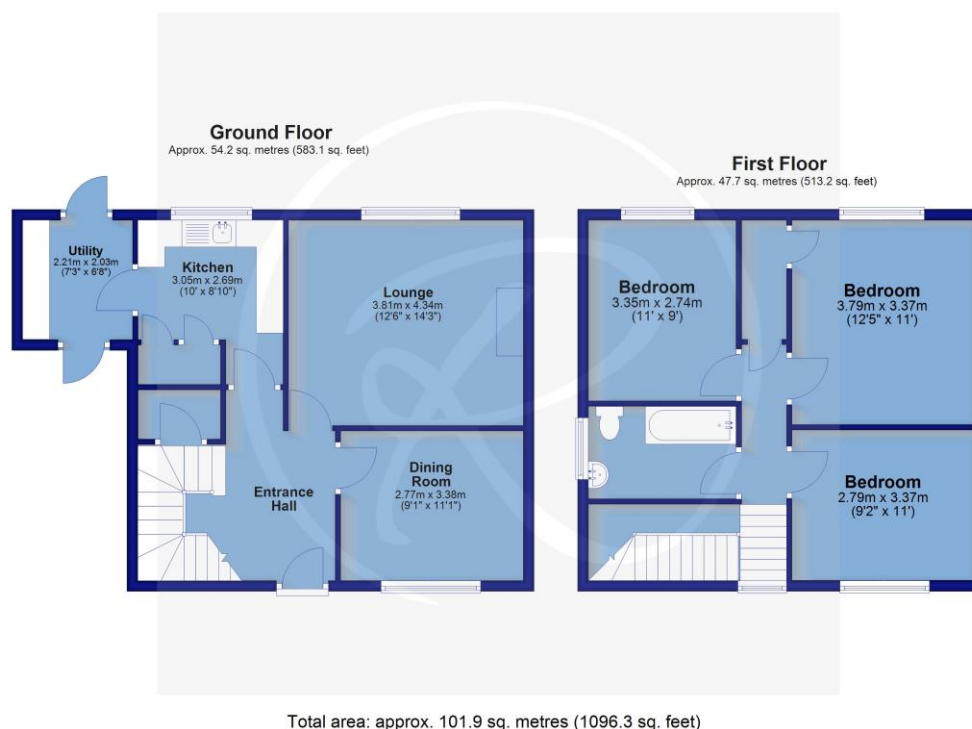 Ground Floor
Approx. 54.2 sq. metres (583.1 sq. feet)
Utility
2.21m x 2.03m
(7'3" x 6'8")
Kitchen
3.05m x 2.69m
(10' x 8'10")
Lounge
3.81m x 4.34m
(12'6" x 14'3")
Entrance
Hall
Dining
Room
2.77m x 3.38m
(9'1" x 11'1")
First Floor
Approx. 47.7 sq. metres (513.2 sq. feet)
Bedroom
3.35m x 2.74m
(11' x 9')
Bedroom
3.79m x 3.37m
(12'5" x 11')
Bedroom
2.79m x 3.37m
(9'2" x 11')
Total area: approx. 101.9 sq. metres (1096.3 sq. feet)